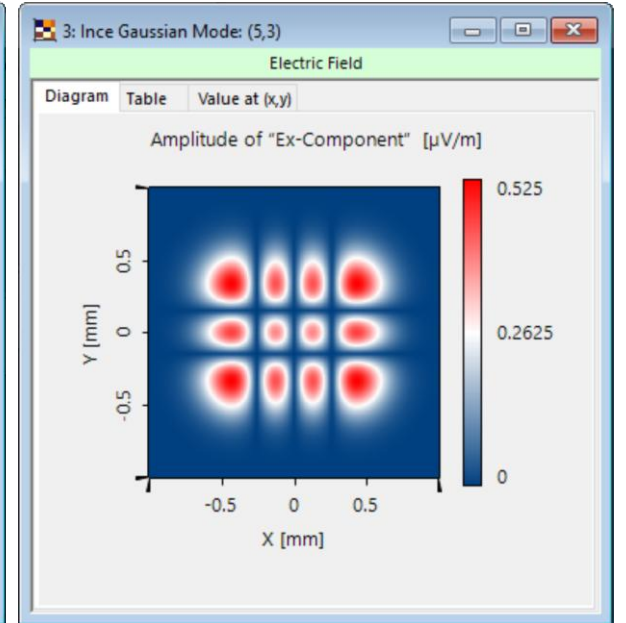 3: Ince Gaussian Mode: (5,3)
Electric Field
Diagram Table Value at (x,y)
Amplitude of "Ex-Component" [µV/m]
0.525
0.5
Y [mm]
0
0.2625
-0.5
0
-0.5 0 0.5
X [mm]